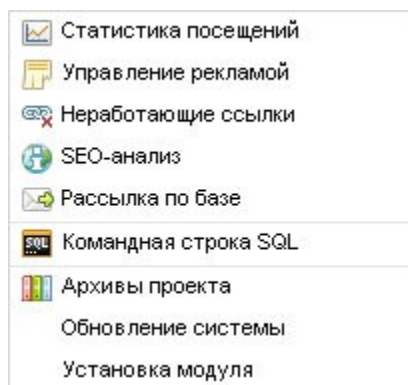 Статистика посещений
Управление рекламой
Неработающие ссылки
SEO-анализ
Рассылка по базе
SQL Командная строка SQL
Архивы проекта
Обновление системы
Установка модуля